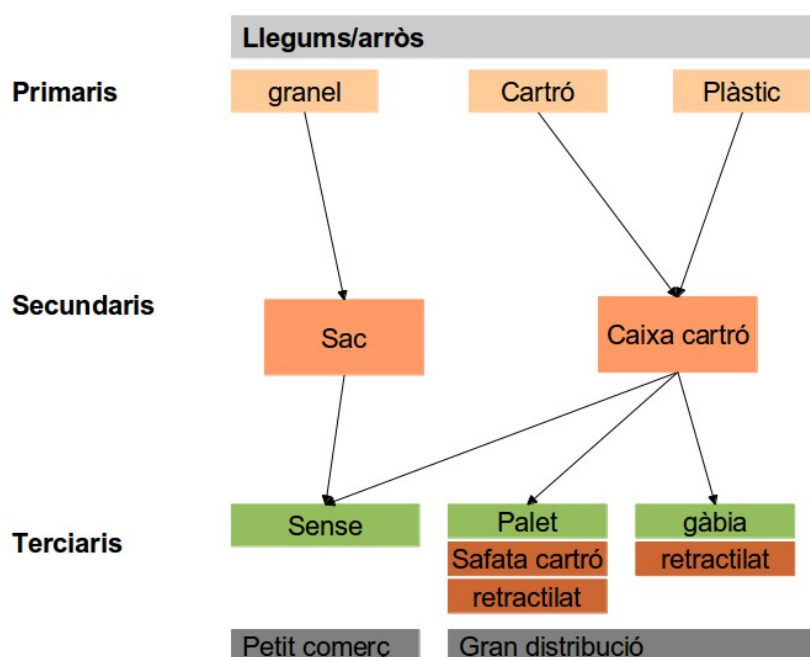 Llegums/arròs
Primaris
granel
Cartró
Plàstic
Secundaris
Sac
Caixa cartró
Terciaris
Sense
Palet
gàbia
Safata cartró
retractilat
retractilat
Petit comerç
Gran distribució